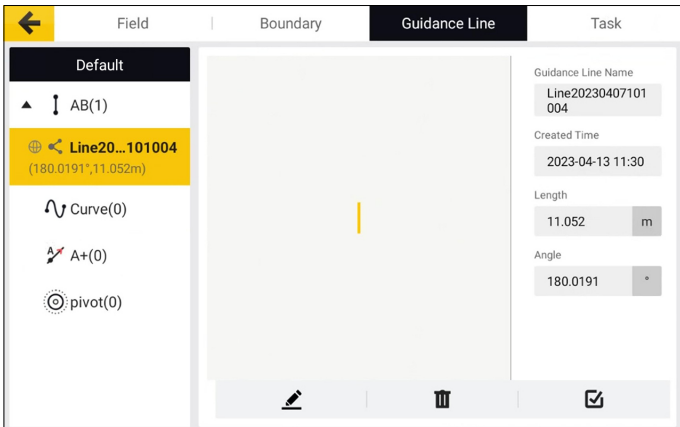 Field
Boundary
Guidance Line
Task
Default
AB(1)
Line20...101004
(180.0191°,11.052m)
Curve(0)
A+(0)
pivot(0)
Guidance Line Name
Line20230407101
004
Created Time
2023-04-13 11:30
Length
11.052 m
Angle
180.0191 °